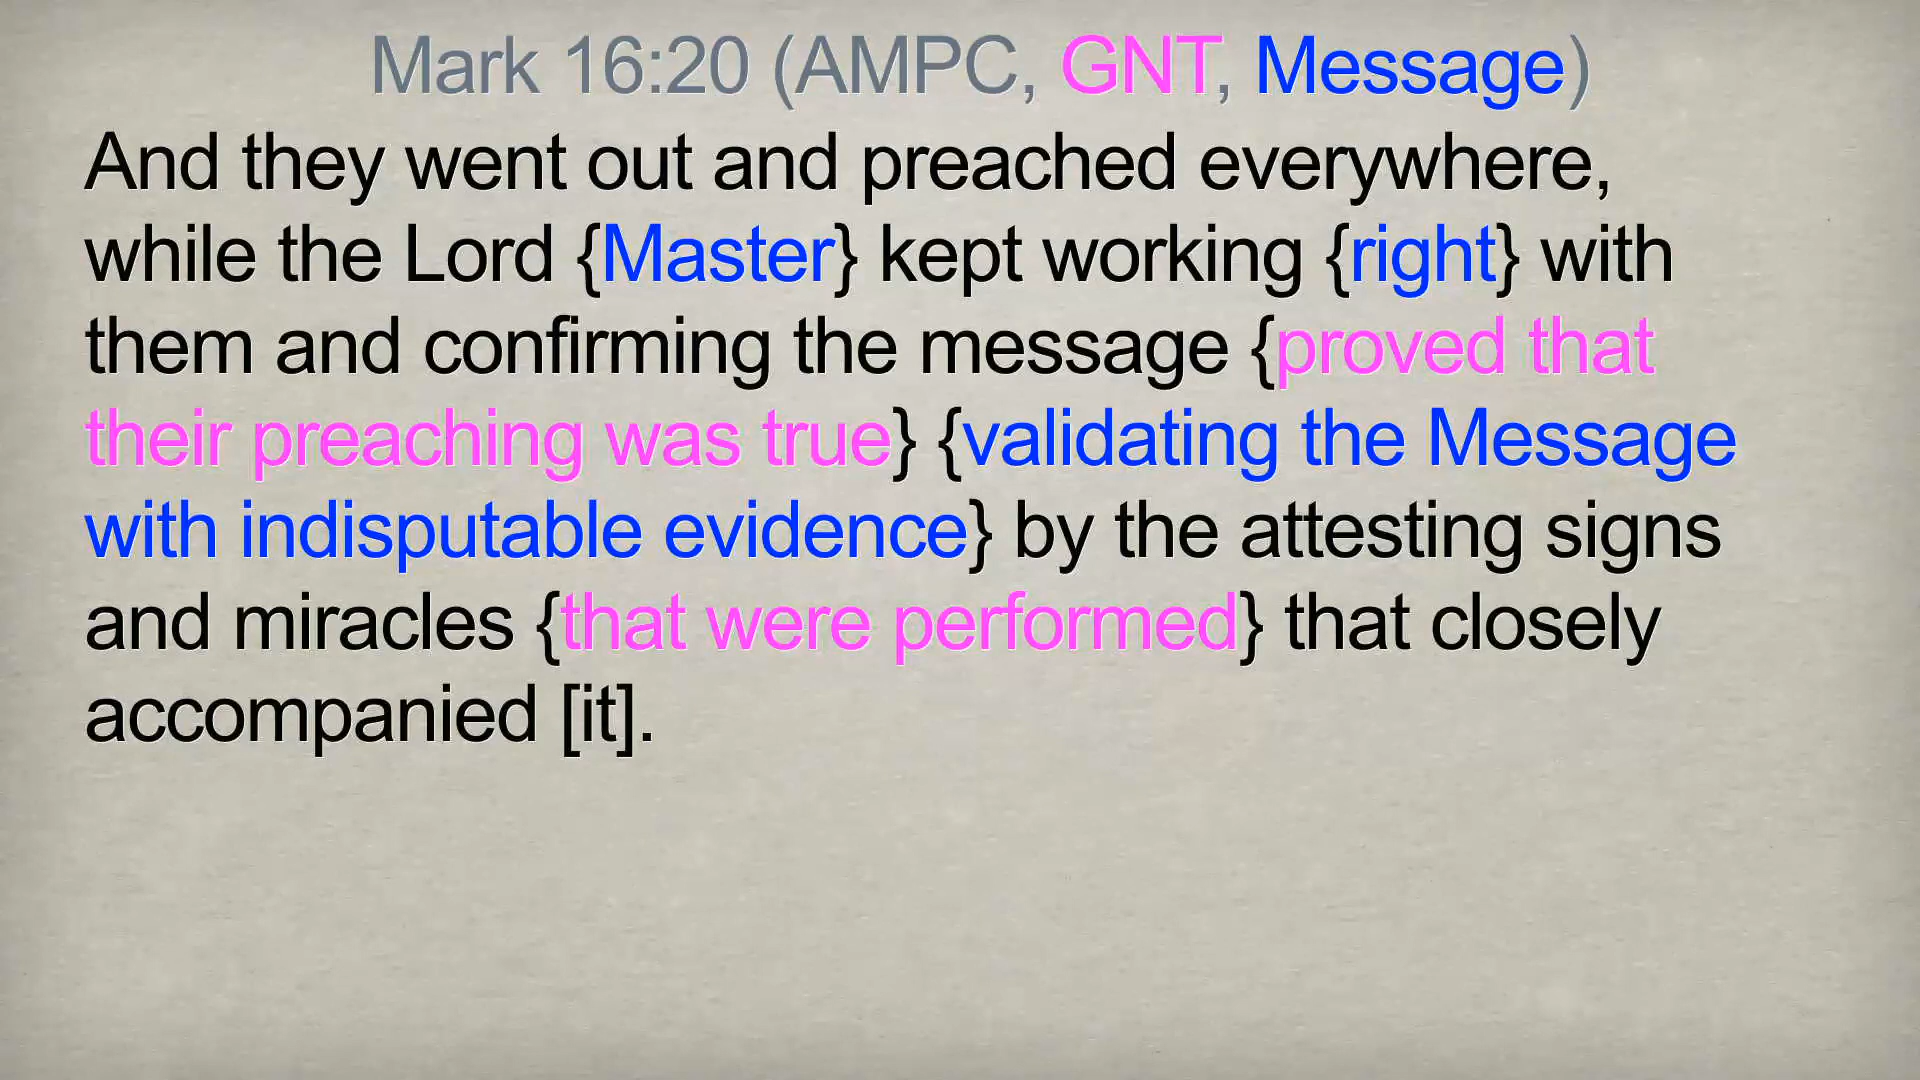 Mark 16:20 (AMPC, GNT, Message)
And they went out and preached everywhere,
while the Lord {Master} kept working {right} with
them and confirming the message {proved that
their preaching was true} {validating the Message
with indisputable evidence} by the attesting signs
and miracles {that were performed} that closely
accompanied [it].